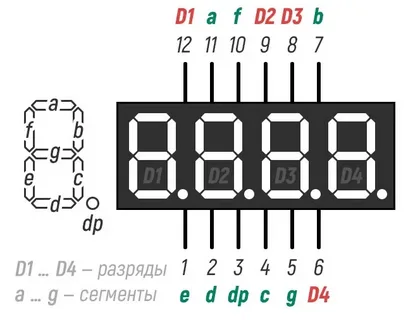 D1 a f D2 D3 b
12 11 10 9 8 7
a
f b
g
e c
d
dp
D1 D2 D3 D4
1 2 3 4 5 6
e d dp c g D4
D1 ... D4 – разряды
a ... g – сегменты